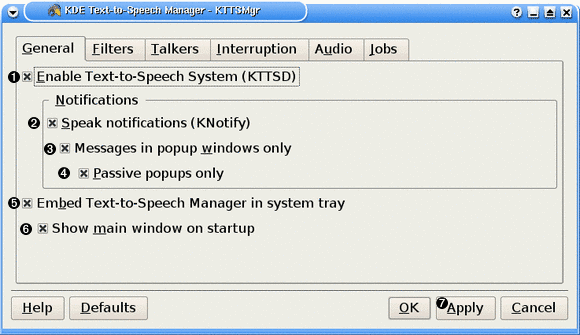 KDE Text-to-Speech Manager - KTTSMgr
General Filters Talkers Interruption Audio Jobs
❶ Enable Text-to-Speech System (KTTSD)
Notifications
❷ Speak notifications (KNotify)
❸ Messages in popup windows only
❹ Passive popups only
❺ Embed Text-to-Speech Manager in system tray
❻ Show main window on startup
Help Defaults OK ❼ Apply Cancel